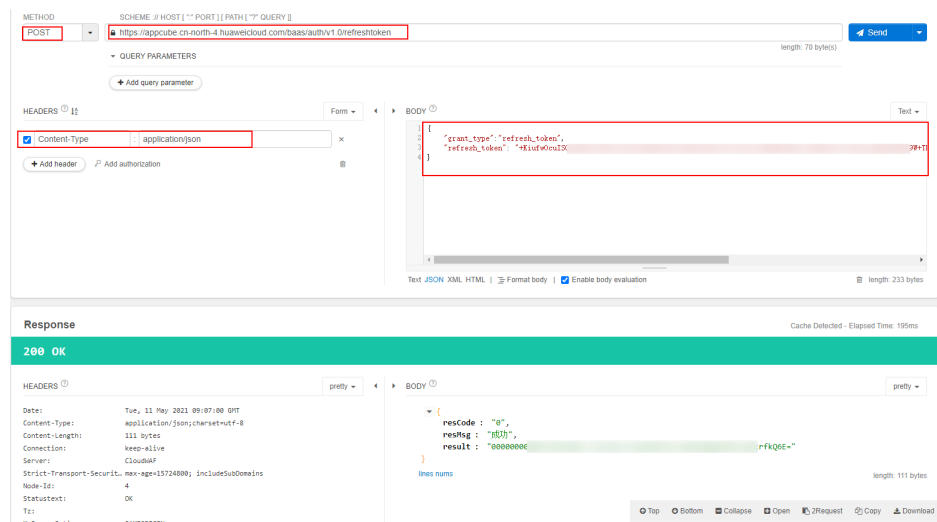 METHOD
SCHEME :// HOST [ ":" PORT ] [ PATH [ "?" QUERY ]]
POST
https://appcube.cn-north-4.huaweicloud.com/baas/auth/v1.0/refreshtoken
Send
length: 70 byte(s)
QUERY PARAMETERS
+ Add query parameter
HEADERS
Form
BODY
Text
Content-Type : application/json
+ Add header
Add authorization
1 {
2 "grant_type":"refresh_token",
3 "refresh_token":
4 }
Text JSON XML HTML | Format body | Enable body evaluation
length: 233 bytes
Response
Cache Detected - Elapsed Time: 195ms
200 OK
HEADERS
pretty
BODY
pretty
Date: Tue, 11 May 2021 09:07:00 GMT
Content-Type: application/json;charset=utf-8
Content-Length: 111 bytes
Connection: keep-alive
Server: CloudWAF
Strict-Transport-Securit… max-age=15724800; includeSubDomains
Node-Id: 4
Statustext: OK
Tz:
{
resCode : "0",
resMsg : "成功",
result : "00000000 rfkQ6E="
}
lines nums
length: 111 bytes
Top Bottom Collapse Open 2Request Copy Download